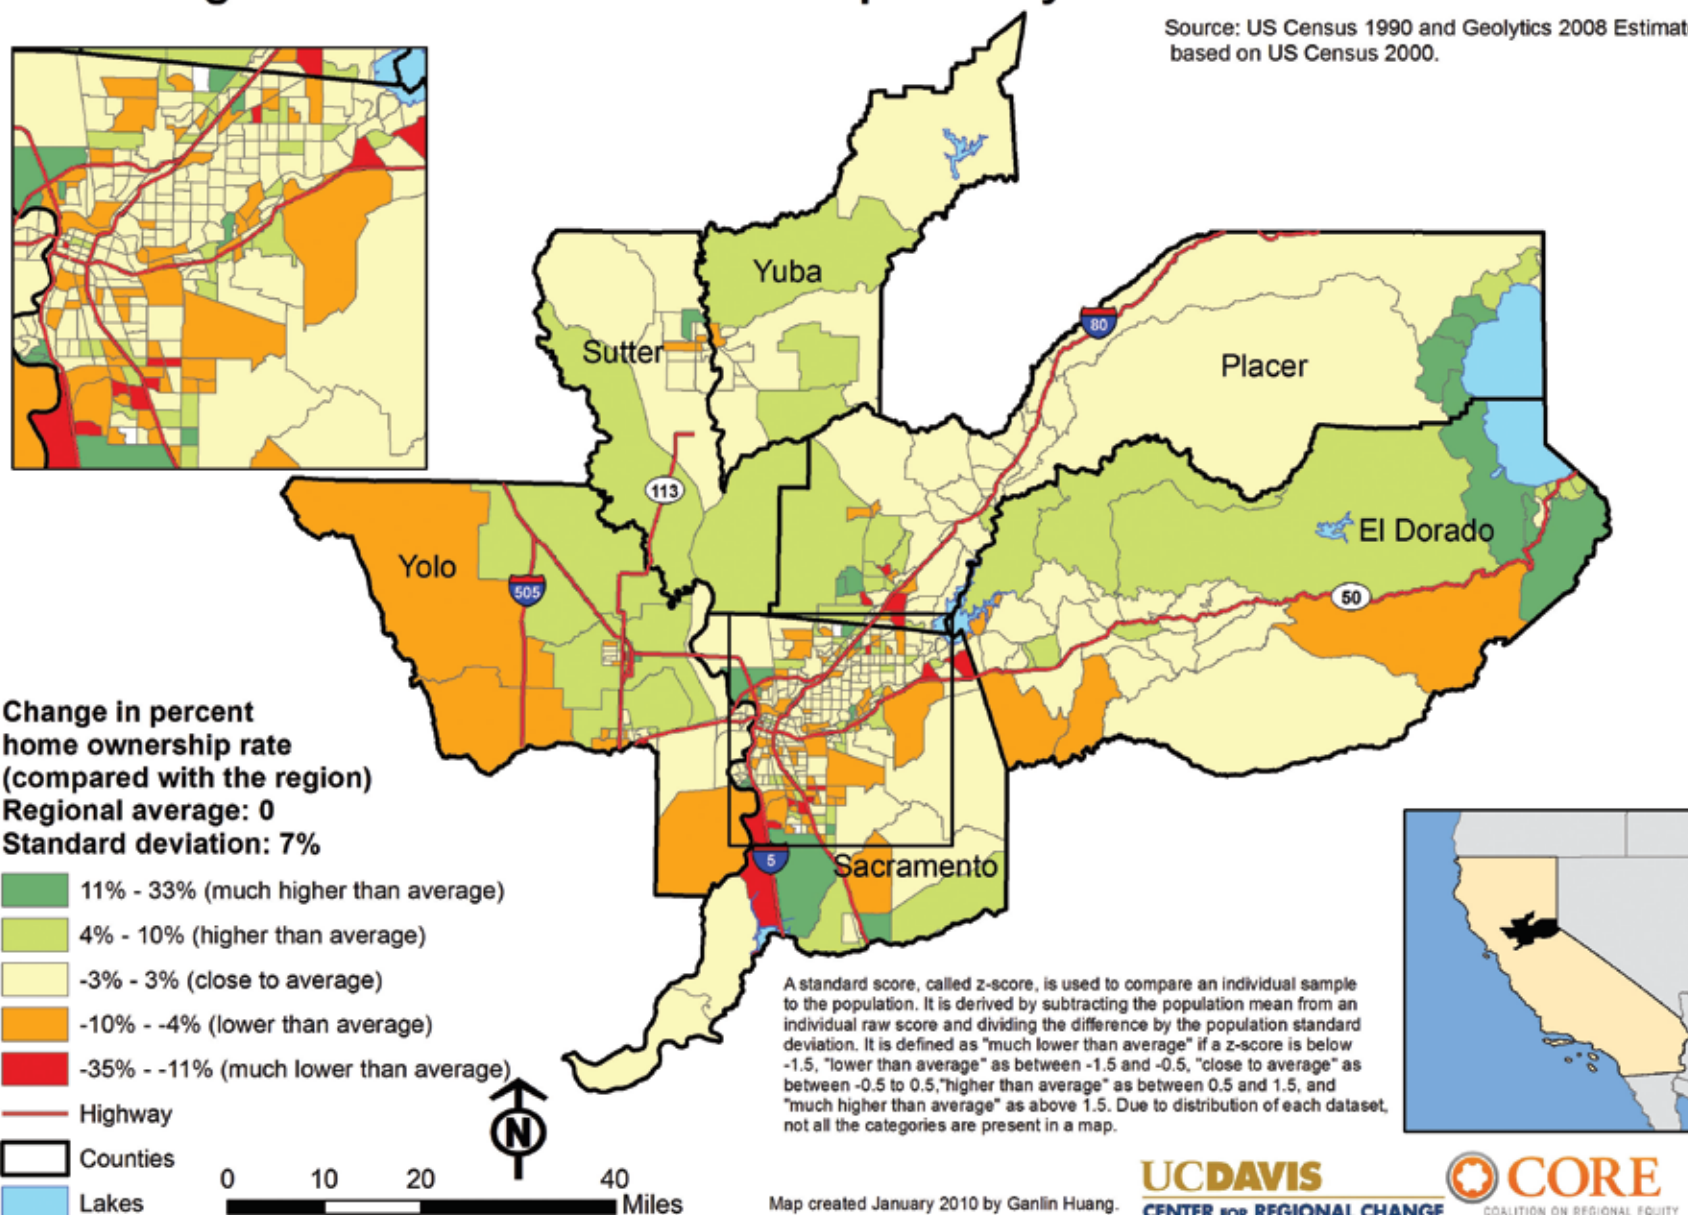 Source: US Census 1990 and Geolytics 2008 Estimat
based on US Census 2000.
Yuba
Sutter
80
Placer
113
El Dorado
Yolo
505
50
5
Sacramento
Change in percent
home ownership rate
(compared with the region)
Regional average: 0
Standard deviation: 7%
11% - 33% (much higher than average)
4% - 10% (higher than average)
-3% - 3% (close to average)
-10% - -4% (lower than average)
-35% - -11% (much lower than average)
Highway
Counties
Lakes
N
0 10 20 40
Miles
A standard score, called z-score, is used to compare an individual sample
to the population. It is derived by subtracting the population mean from an
individual raw score and dividing the difference by the population standard
deviation. It is defined as "much lower than average" if a z-score is below
-1.5, "lower than average" as between -1.5 and -0.5, "close to average" as
between -0.5 to 0.5,"higher than average" as between 0.5 and 1.5, and
"much higher than average" as above 1.5. Due to distribution of each dataset,
not all the categories are present in a map.
Map created January 2010 by Ganlin Huang.
UCDAVIS
CENTER FOR REGIONAL CHANGE
CORE
COALITION ON REGIONAL EQUITY